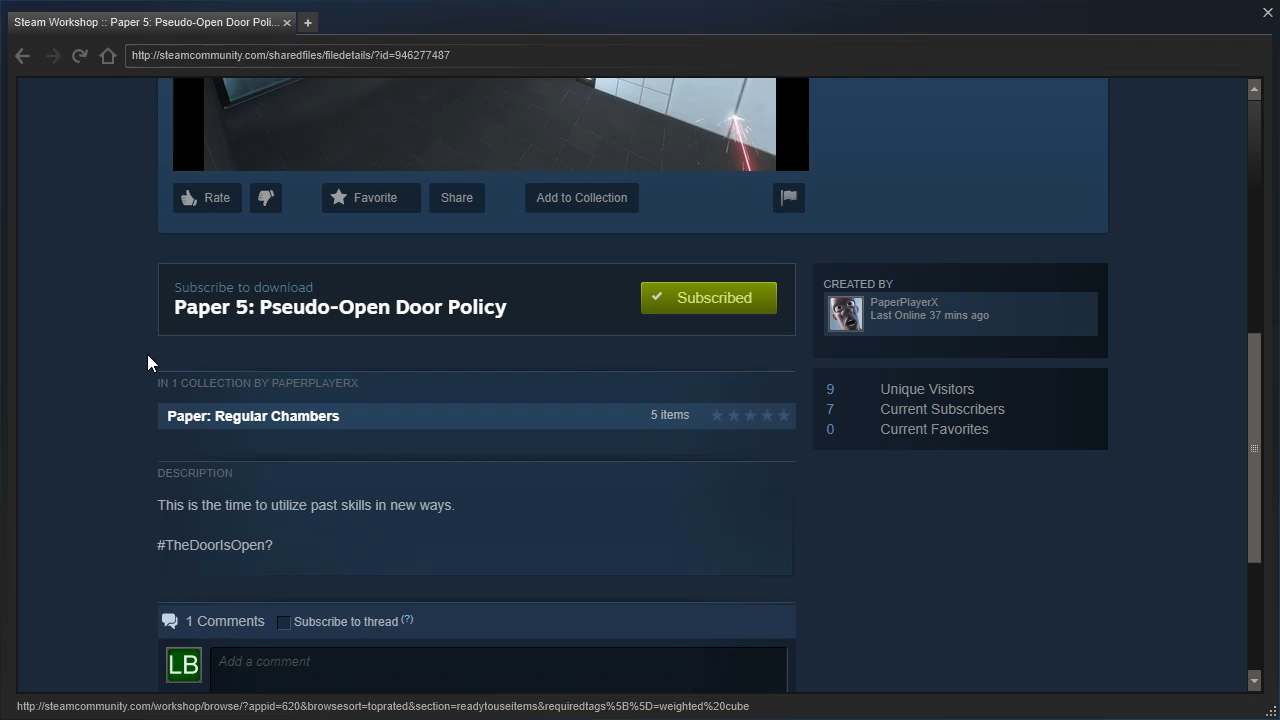 Steam Workshop :: Paper 5: Pseudo-Open Door Poli...
http://steamcommunity.com/sharedfiles/filedetails/?id=946277487
Rate
Favorite
Share
Add to Collection
Subscribe to download
Paper 5: Pseudo-Open Door Policy
Subscribed
CREATED BY
PaperPlayerX
Last Online 37 mins ago
IN 1 COLLECTION BY PAPERPLAYERX
Paper: Regular Chambers 5 items
9 Unique Visitors
7 Current Subscribers
0 Current Favorites
DESCRIPTION
This is the time to utilize past skills in new ways.
#TheDoorIsOpen?
1 Comments Subscribe to thread (?)
LB
Add a comment
http://steamcommunity.com/workshop/browse/?appid=620&browsesort=toprated&section=readytouseitems&requiredtags%5B%5D=weighted%20cube